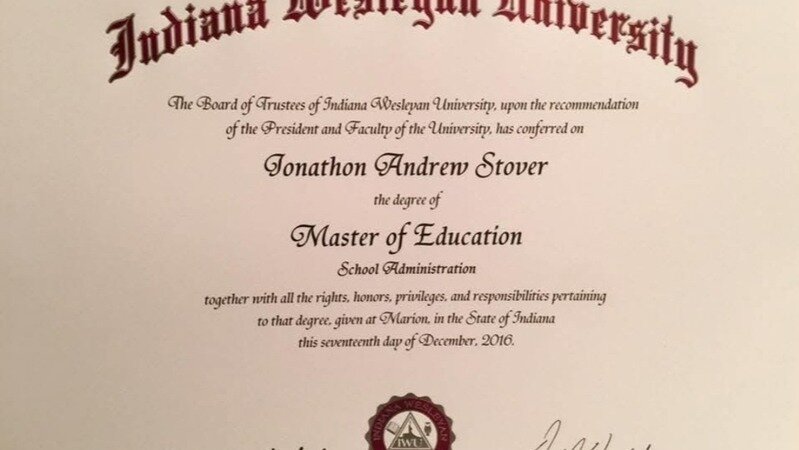 Indiana Wesleyan University
The Board of Trustees of Indiana Wesleyan University, upon the recommendation
of the President and Faculty of the University, has conferred on
Jonathon Andrew Stover
the degree of
Master of Education
School Administration
together with all the rights, honors, privileges, and responsibilities pertaining
to that degree, given at Marion, in the State of Indiana
this seventeenth day of December, 2016.
INDIANA WESLEYAN
IWU